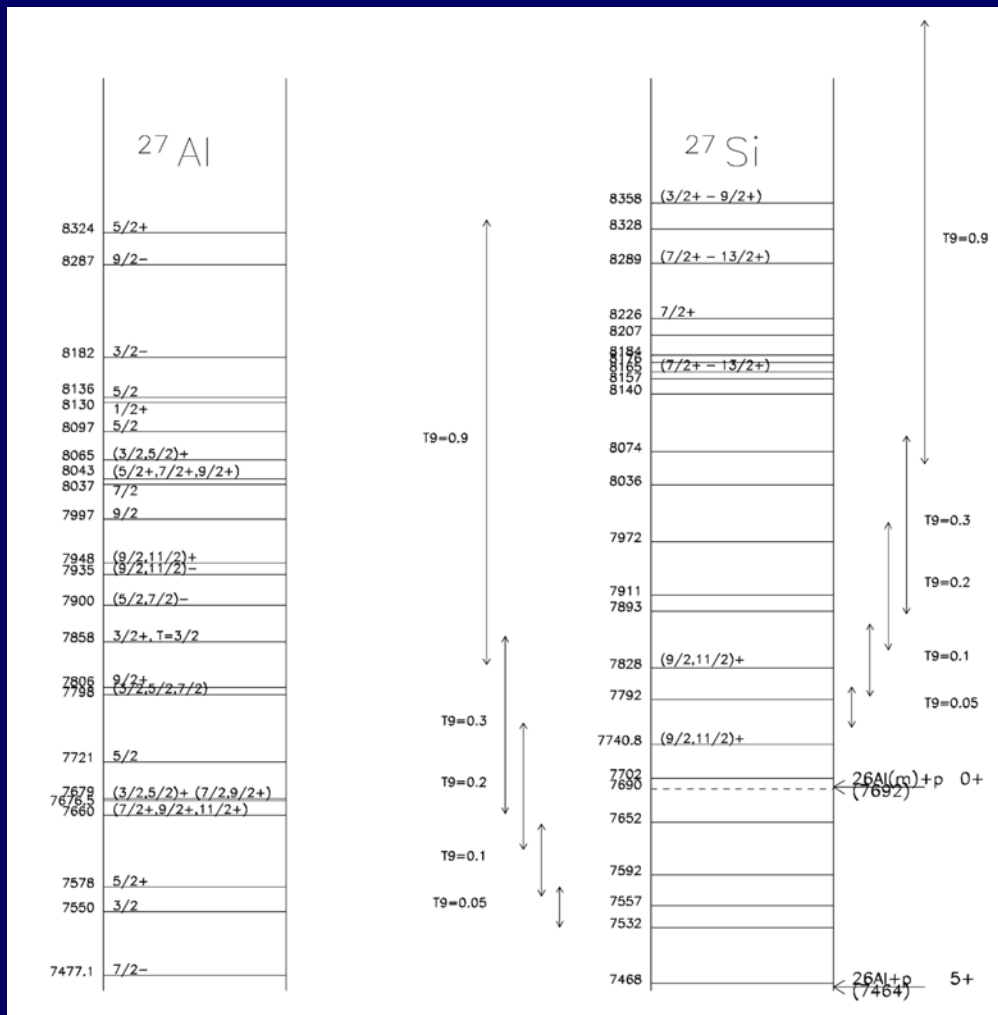 27 Al
8324 5/2+
8287 9/2−
8182 3/2−
8136 5/2
8130 1/2+
8097 5/2
8065 (3/2,5/2)+
8043 (5/2+,7/2+,9/2+)
8037 7/2
7997 9/2
7948 (9/2,11/2)+
7935 (9/2,11/2)−
7900 (5/2,7/2)−
7858 3/2+, T=3/2
7806 9/2+
7798 (3/2,5/2,7/2)
7721 5/2
7679 (3/2,5/2)+ (7/2,9/2+)
7676.5
7660 (7/2+,9/2+,11/2+)
7578 5/2+
7550 3/2
7477.1 7/2−
T9=0.9
T9=0.3
T9=0.2
T9=0.1
T9=0.05
27 Si
8358 (3/2+ − 9/2+)
8328
8289 (7/2+ − 13/2+)
8226 7/2+
8207
8184
8176
8165 (7/2+ − 13/2+)
8157
8140
8074
8036
7972
7911
7893
7828 (9/2,11/2)+
7792
7740.8 (9/2,11/2)+
7702
7690
7652
7592
7557
7532
7468
T9=0.9
T9=0.3
T9=0.2
T9=0.1
T9=0.05
26Al(m)+p 0+
(7692)
26Al+p 5+
(7464)